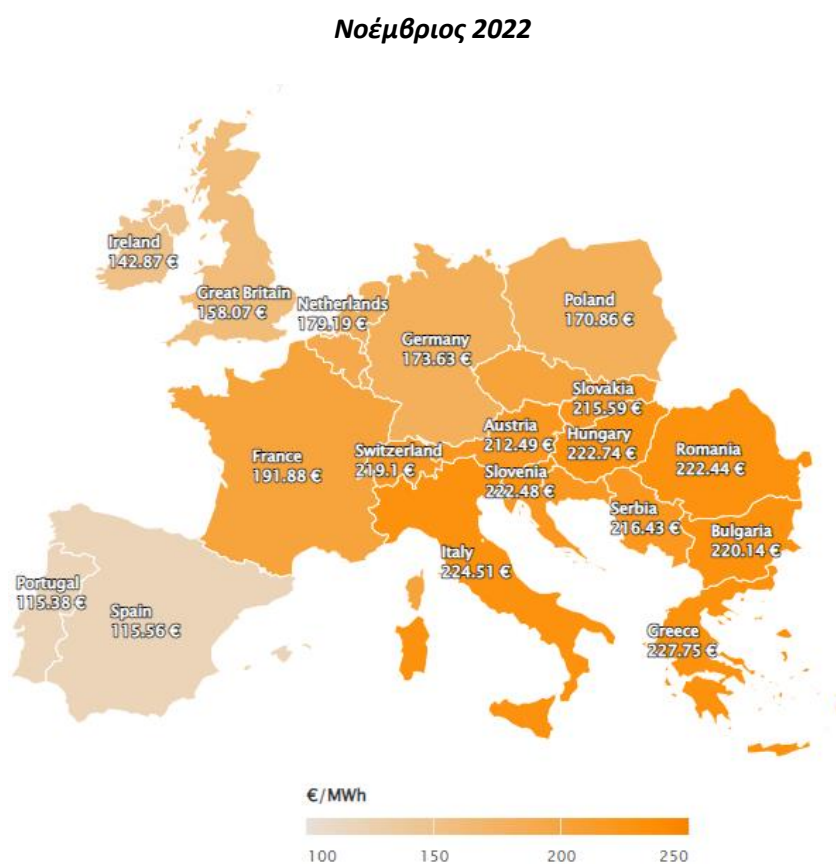 Νοέμβριος 2022
Ireland
142.87 €
Great Britain
158.07 €
Netherlands
179.19 €
Poland
170.86 €
Germany
173.63 €
Slovakia
215.59 €
Austria
212.49 €
Hungary
222.74 €
France
191.88 €
Switzerland
219.1 €
Romania
222.44 €
Slovenia
222.48 €
Serbia
216.43 €
Bulgaria
220.14 €
Italy
224.51 €
Portugal
115.38 €
Spain
115.56 €
Greece
227.75 €
€/MWh
100 150 200 250